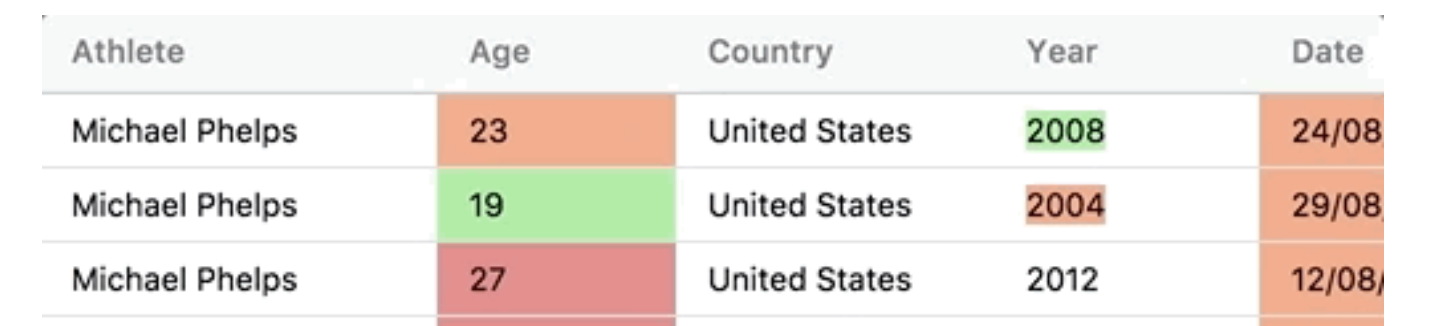 Athlete Age Country Year Date
Michael Phelps 23 United States 2008 24/08
Michael Phelps 19 United States 2004 29/08
Michael Phelps 27 United States 2012 12/08/